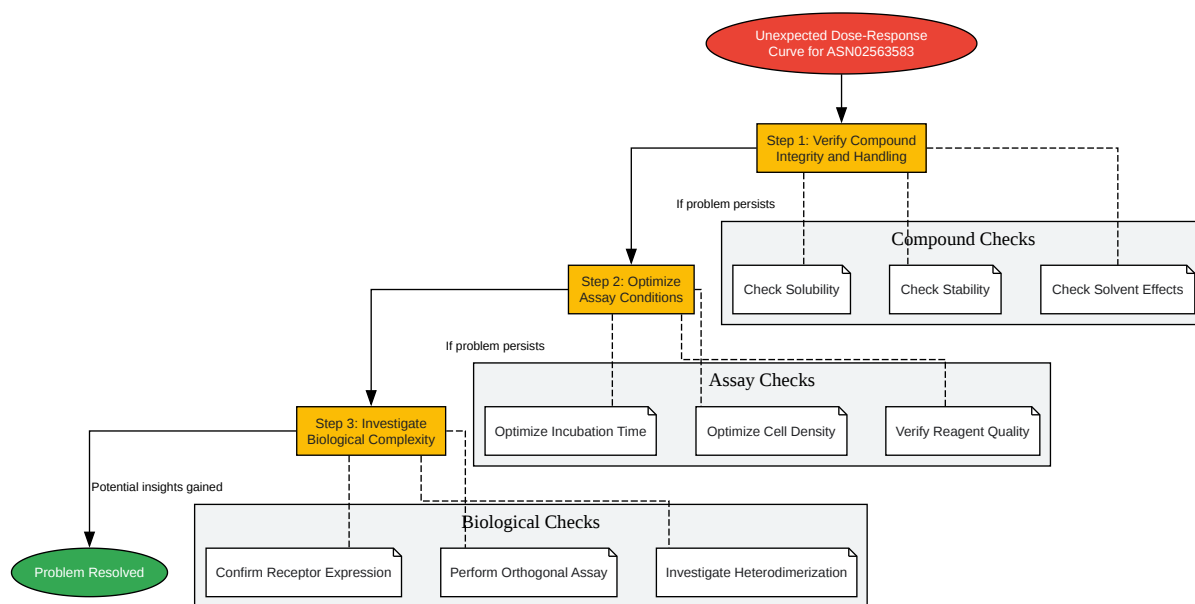 Unexpected Dose-Response
Curve for ASN02563583
Step 1: Verify Compound
Integrity and Handling
If problem persists
Compound Checks
Check Solubility
Check Stability
Check Solvent Effects
Step 2: Optimize
Assay Conditions
If problem persists
Assay Checks
Optimize Incubation Time
Optimize Cell Density
Verify Reagent Quality
Step 3: Investigate
Biological Complexity
Potential insights gained
Biological Checks
Confirm Receptor Expression
Perform Orthogonal Assay
Investigate Heterodimerization
Problem Resolved